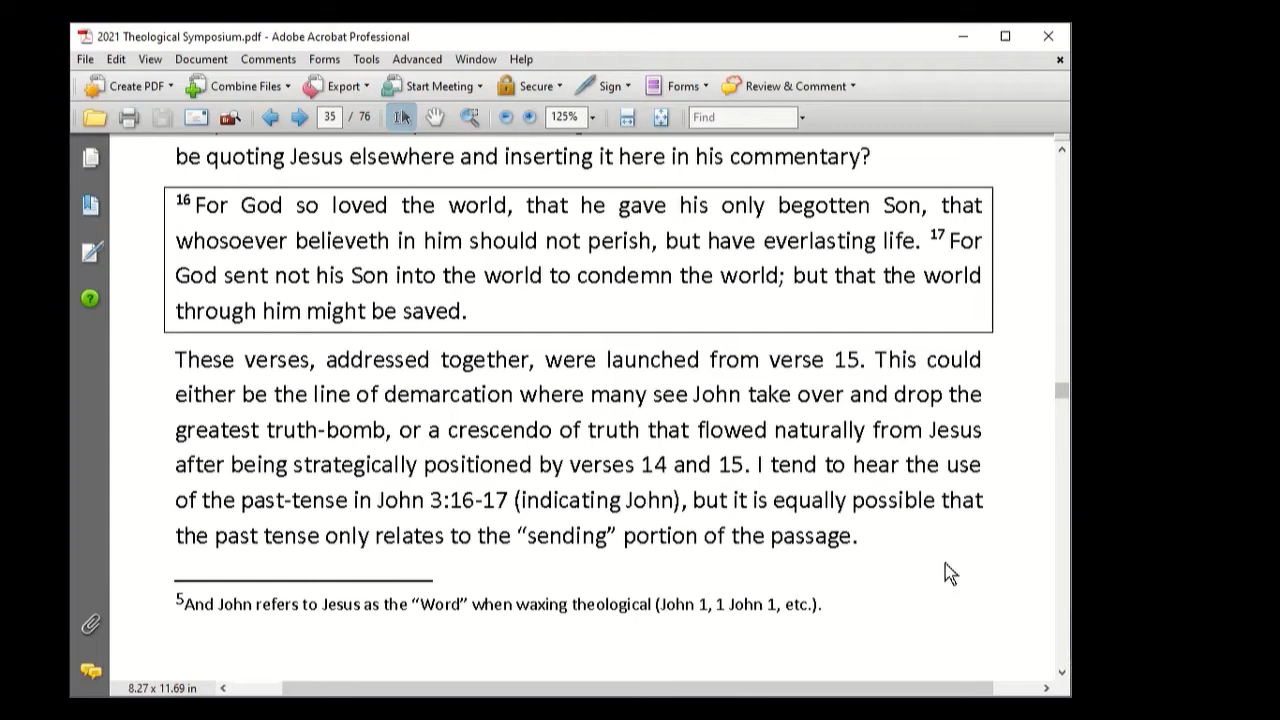 2021 Theological Symposium.pdf - Adobe Acrobat Professional
File Edit View Document Comments Forms Tools Advanced Window Help
Create PDF Combine Files Export Start Meeting Secure Sign Forms Review & Comment
35 / 76 125% Find
be quoting Jesus elsewhere and inserting it here in his commentary?
16 For God so loved the world, that he gave his only begotten Son, that
whosoever believeth in him should not perish, but have everlasting life. 17 For
God sent not his Son into the world to condemn the world; but that the world
through him might be saved.
These verses, addressed together, were launched from verse 15. This could
either be the line of demarcation where many see John take over and drop the
greatest truth-bomb, or a crescendo of truth that flowed naturally from Jesus
after being strategically positioned by verses 14 and 15. I tend to hear the use
of the past-tense in John 3:16-17 (indicating John), but it is equally possible that
the past tense only relates to the “sending” portion of the passage.
5And John refers to Jesus as the “Word” when waxing theological (John 1, 1 John 1, etc.).
8.27 x 11.69 in